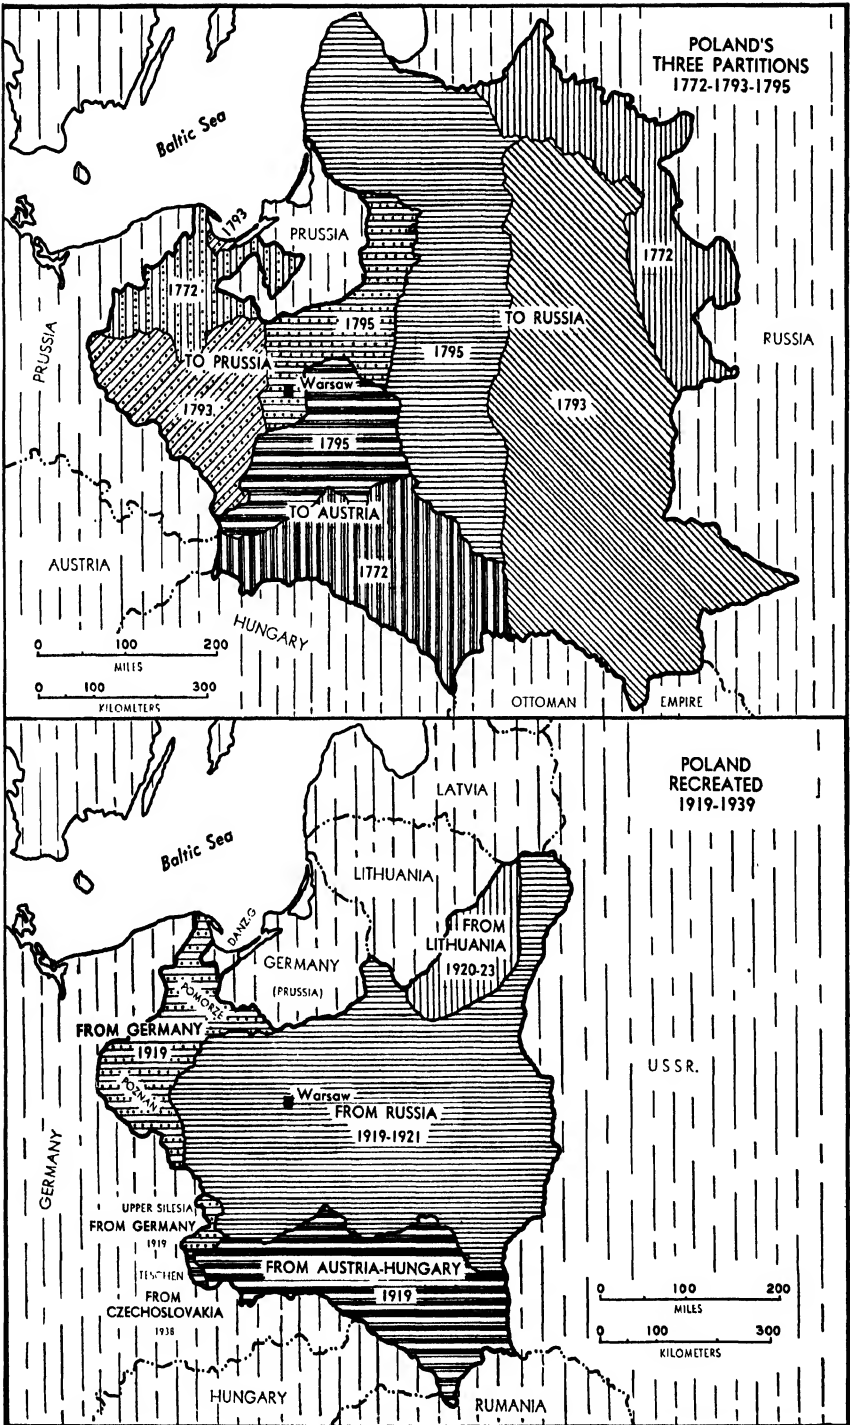 POLAND'S
THREE PARTITIONS
1772-1793-1795
Baltic Sea
1793
PRUSSIA
1772
1772
1795
TO RUSSIA
RUSSIA
PRUSSIA
TO PRUSSIA
1795
Warsaw
1793
1793
1795
TO AUSTRIA
AUSTRIA
1772
HUNGARY
0 100 200
MILES
0 100 200 300
KILOMETERS
OTTOMAN EMPIRE
POLAND
RECREATED
1919-1939
LATVIA
Baltic Sea
LITHUANIA
DANZ.G
FROM
LITHUANIA
1920-23
GERMANY
(PRUSSIA)
POMORZE
FROM GERMANY
1919
USSR.
POZNAN
Warsaw
FROM RUSSIA
1919-1921
GERMANY
UPPER SILESIA
FROM GERMANY
1919
TESCHEN
FROM
CZECHOSLOVAKIA
1938
FROM AUSTRIA-HUNGARY
1919
0 100 200
MILES
0 100 300
KILOMETERS
HUNGARY
RUMANIA